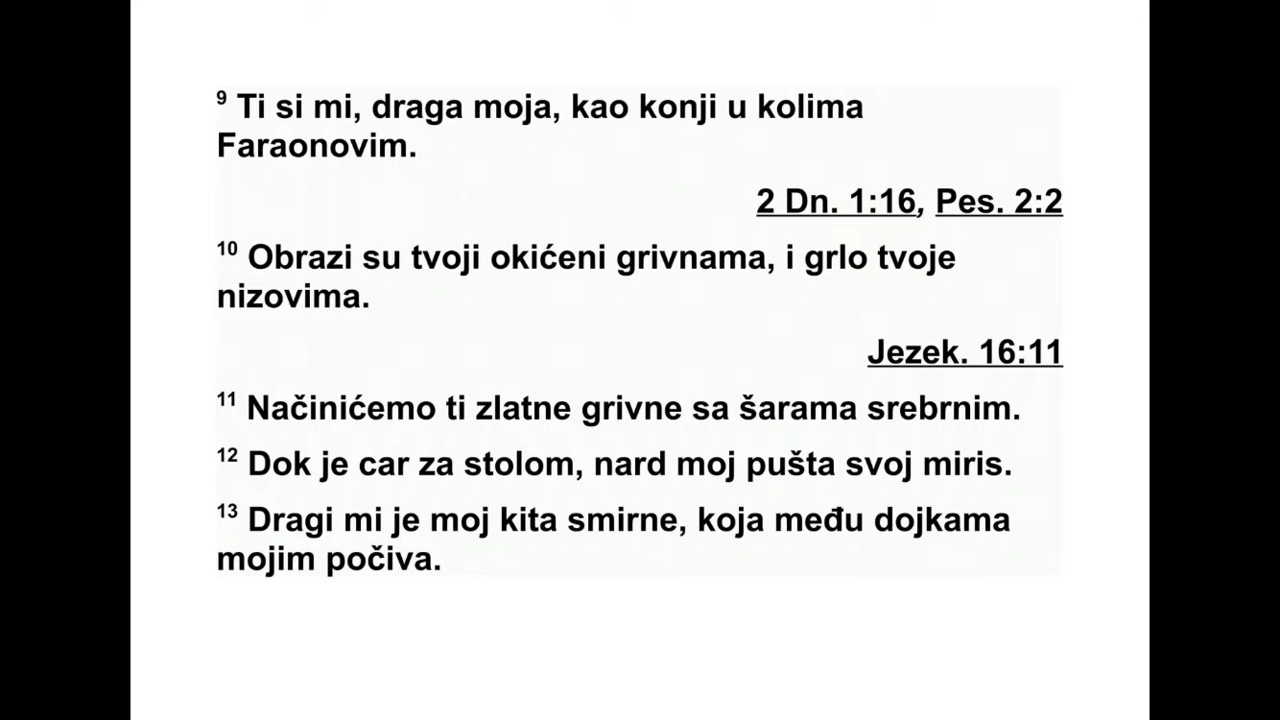 9 Ti si mi, draga moja, kao konji u kolima
Faraonovim.
2 Dn. 1:16, Pes. 2:2
10 Obrazi su tvoji okićeni grivnama, i grlo tvoje
nizovima.
Jezek. 16:11
11 Načinićemo ti zlatne grivne sa šarama srebrnim.
12 Dok je car za stolom, nard moj pušta svoj miris.
13 Dragi mi je moj kita smirne, koja među dojkama
mojim počiva.